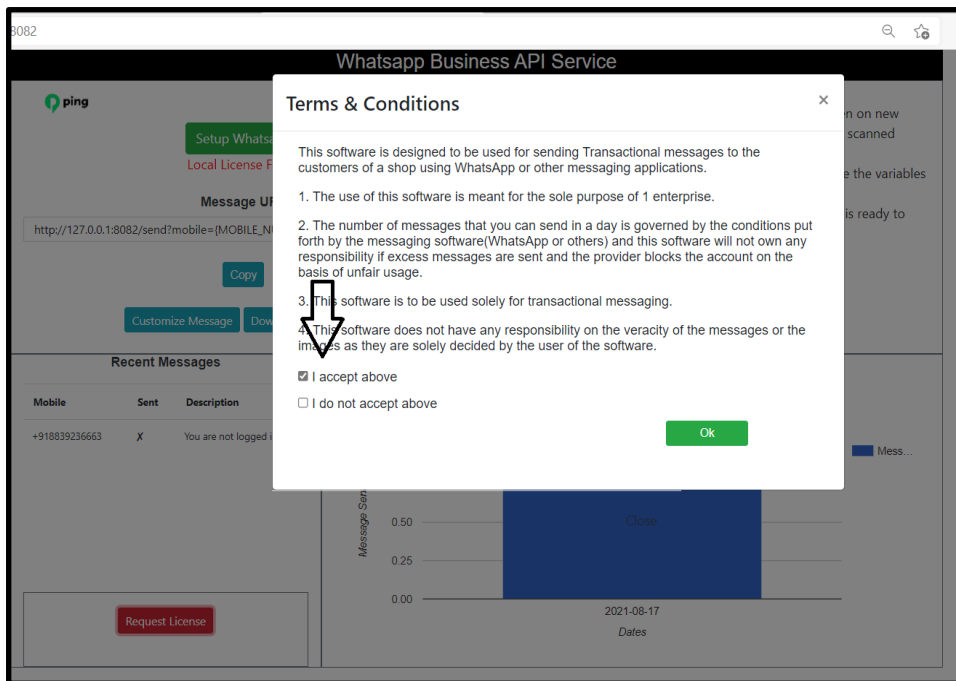 8082
Whatsapp Business API Service
ping
Setup Whats
Local License F
Message U
http://127.0.0.1:8082/send?mobile={MOBILE_N
Copy
Customize Message
Dow
n on new
scanned
e the variables
is ready to
Terms & Conditions
×
This software is designed to be used for sending Transactional messages to the
customers of a shop using WhatsApp or other messaging applications.
1. The use of this software is meant for the sole purpose of 1 enterprise.
2. The number of messages that you can send in a day is governed by the conditions put
forth by the messaging software(WhatsApp or others) and this software will not own any
responsibility if excess messages are sent and the provider blocks the account on the
basis of unfair usage.
3. This software is to be used solely for transactional messaging.
4. This software does not have any responsibility on the veracity of the messages or the
images as they are solely decided by the user of the software.
I accept above
I do not accept above
Ok
Recent Messages
Mobile Sent Description
+918839236663 ✗ You are not logged i
Request License
Mess...
Message Sen
0.50
0.25
0.00
Close
2021-08-17
Dates